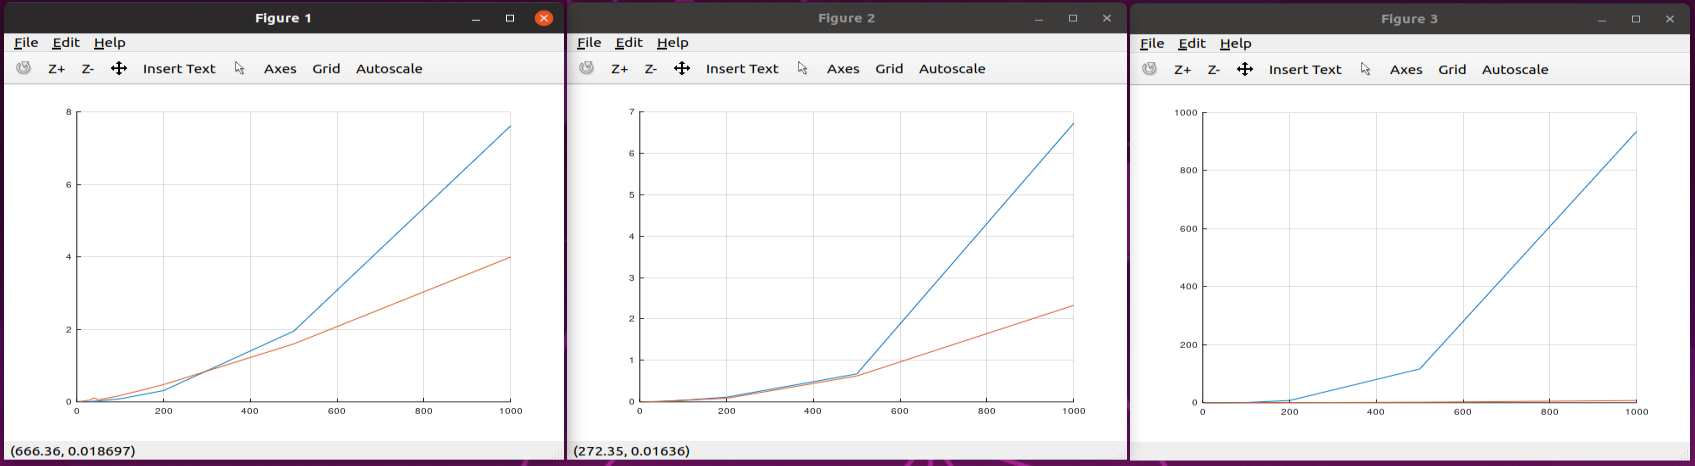 Figure 1
File Edit Help
Z+ Z- Insert Text Axes Grid Autoscale
8
6
4
2
0
0 200 400 600 800 1000
(666.36, 0.018697)
Figure 2
File Edit Help
Z+ Z- Insert Text Axes Grid Autoscale
7
6
5
4
3
2
1
0
0 200 400 600 800 1000
(272.35, 0.01636)
Figure 3
File Edit Help
Z+ Z- Insert Text Axes Grid Autoscale
1000
800
600
400
200
0
0 200 400 600 800 1000